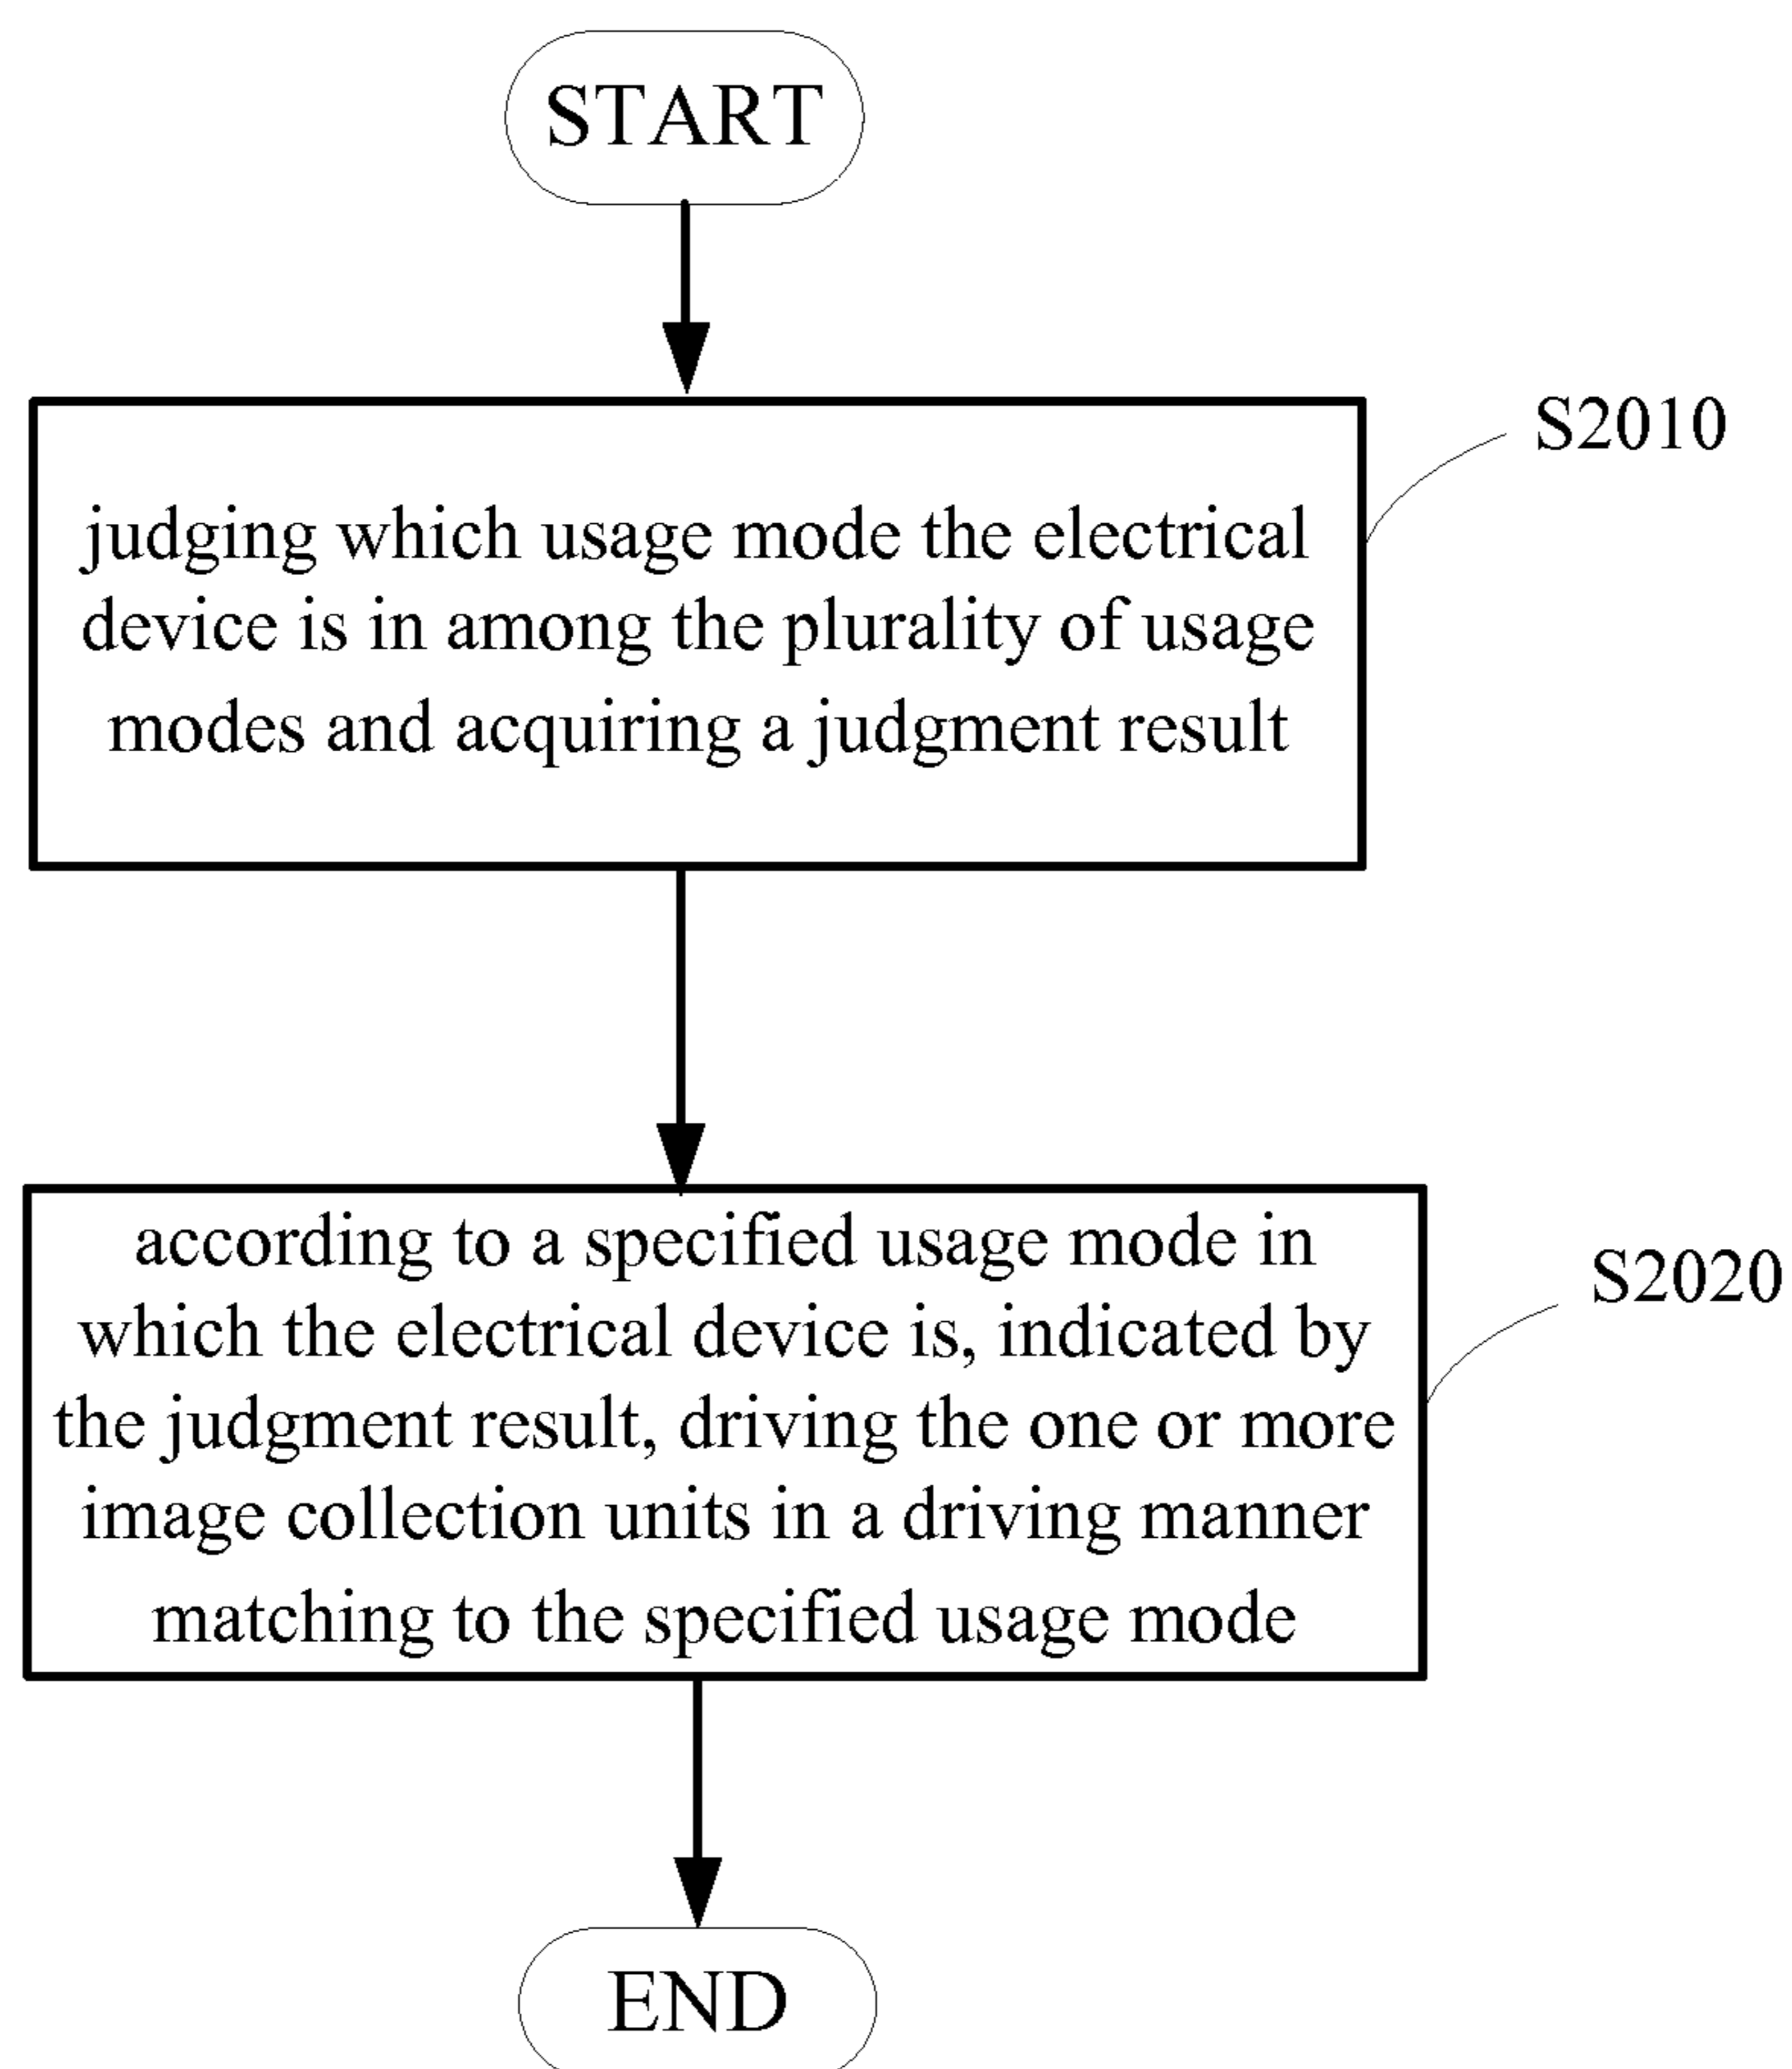 START
S2010
judging which usage mode the electrical
device is in among the plurality of usage
modes and acquiring a judgment result
according to a specified usage mode in
S2020
which the electrical device is, indicated by
the judgment result, driving the one or more
image collection units in a driving manner
matching to the specified usage mode
END